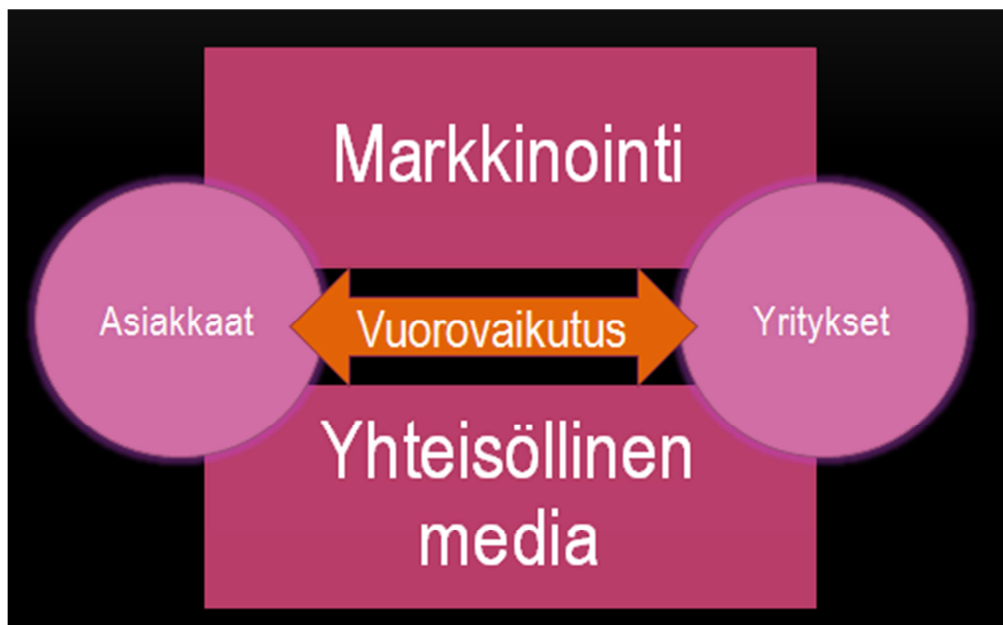 Markkinointi
Asiakkaat
Vuorovaikutus
Yritykset
Yhteisöllinen
media